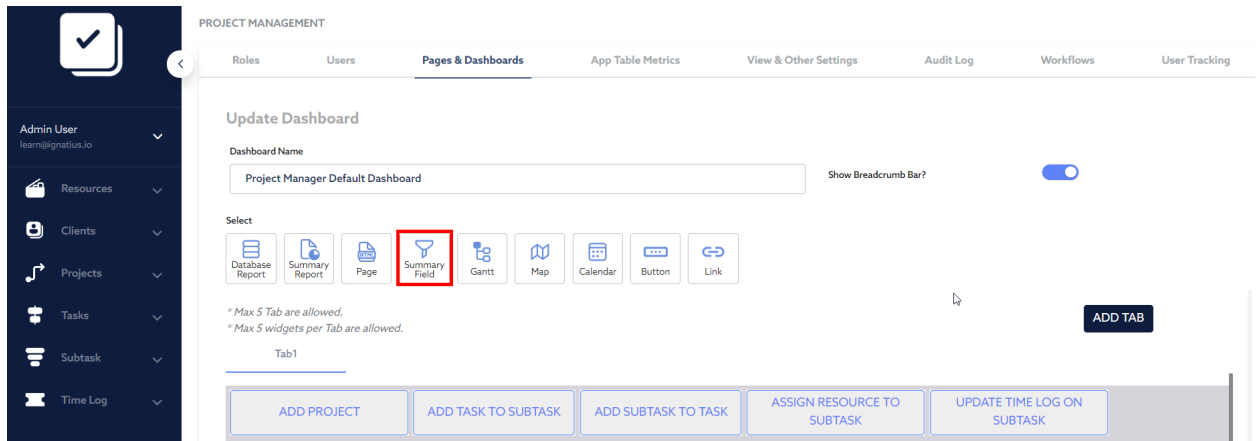 PROJECT MANAGEMENT
Roles
Users
Pages & Dashboards
App Table Metrics
View & Other Settings
Audit Log
Workflows
User Tracking
Admin User
learn@ignatius.io
Resources
Clients
Projects
Tasks
Subtask
Time Log
Update Dashboard
Dashboard Name
Project Manager Default Dashboard
Show Breadcrumb Bar?
Select
Database
Report
Summary
Report
HTML
Page
Summary
Field
Gantt
Map
Calendar
Button
Link
* Max 5 Tab are allowed.
* Max 5 widgets per Tab are allowed.
ADD TAB
Tab1
ADD PROJECT
ADD TASK TO SUBTASK
ADD SUBTASK TO TASK
ASSIGN RESOURCE TO
SUBTASK
UPDATE TIME LOG ON
SUBTASK